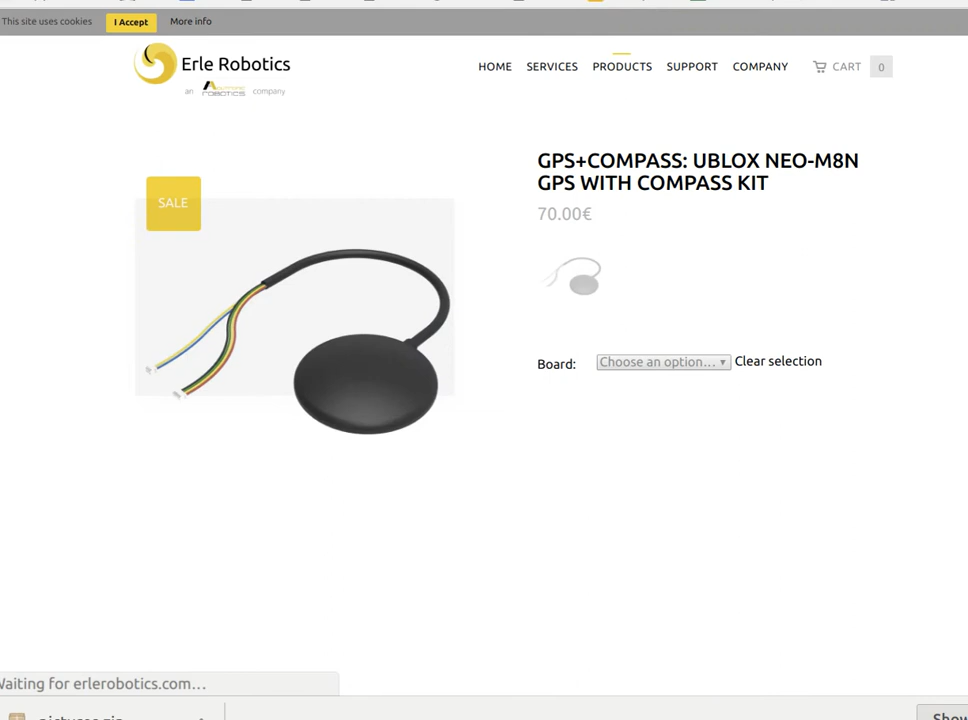 This site uses cookies
I Accept
More info
Erle Robotics
an
ROBOTICS
company
HOME
SERVICES
PRODUCTS
SUPPORT
COMPANY
CART
0
SALE
GPS+COMPASS: UBLOX NEO-M8N
GPS WITH COMPASS KIT
70.00€
Board:
Choose an option...
Clear selection
Waiting for erlerobotics.com...